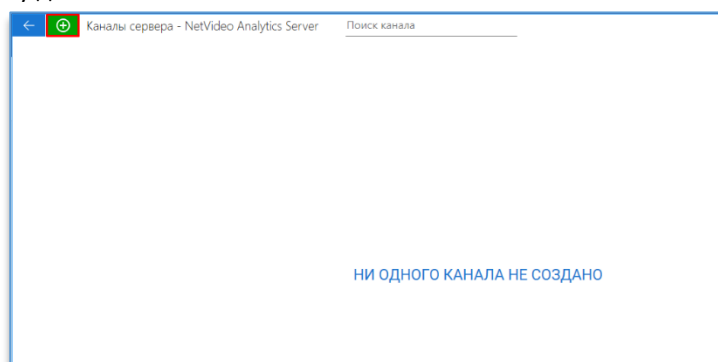 Каналы сервера - NetVideo Analytics Server
Поиск канала
НИ ОДНОГО КАНАЛА НЕ СОЗДАНО